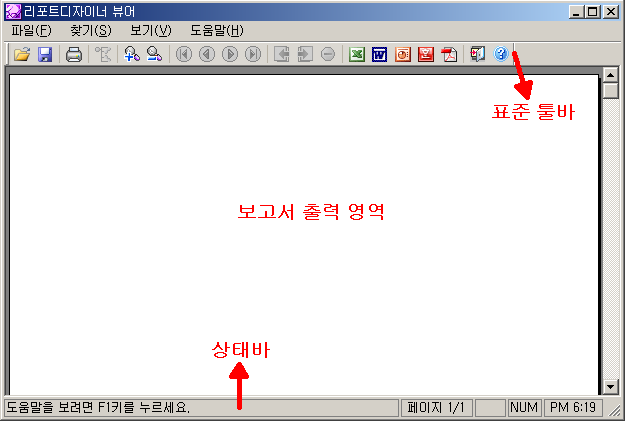 리포트디자이너 뷰어
파일(F) 찾기(S) 보기(V) 도움말(H)
표준 툴바
보고서 출력 영역
상태바
도움말을 보려면 F1키를 누르세요. 페이지 1/1 NUM PM 6:19